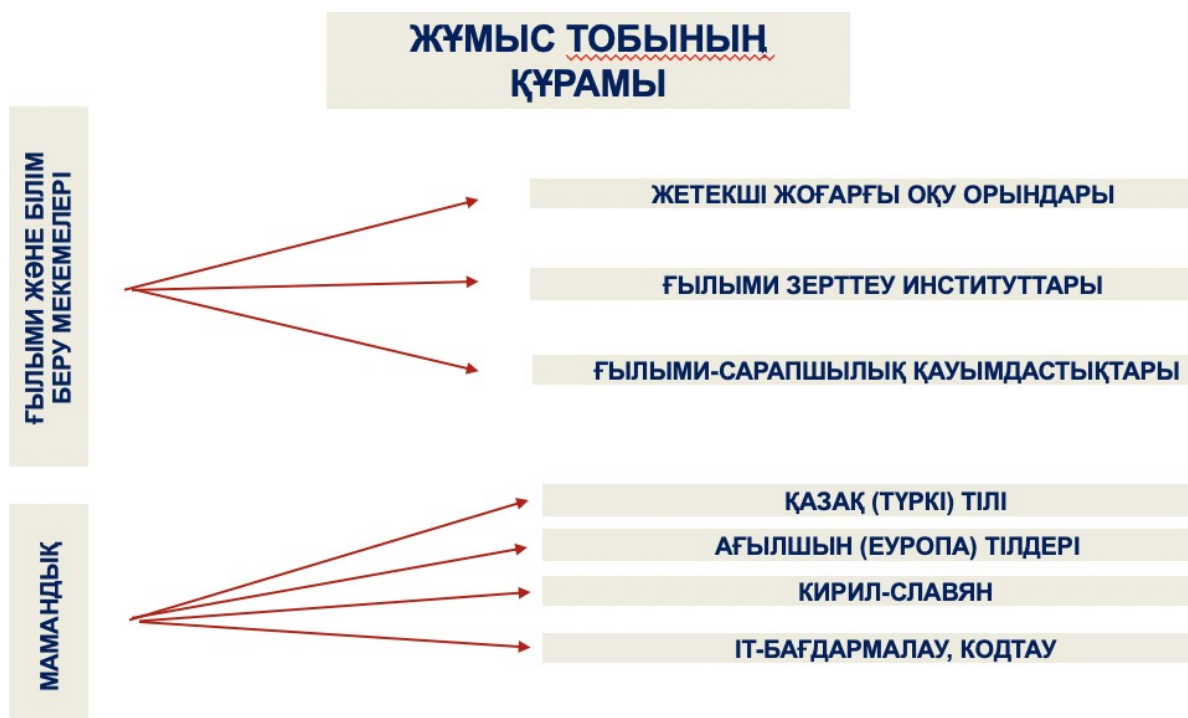 ЖҰМЫС ТОБЫНЫҢ
ҚҰРАМЫ
ҒЫЛЫМИ ЖӘНЕ БІЛІМ
БЕРУ МЕКЕМЕЛЕРІ
ЖЕТЕКШІ ЖОҒАРҒЫ ОҚУ ОРЫНДАРЫ
ҒЫЛЫМИ ЗЕРТТЕУ ИНСТИТУТТАРЫ
ҒЫЛЫМИ-САРАПШЫЛЫҚ ҚАУЫМДАСТЫҚТАРЫ
МАМАНДЫҚ
ҚАЗАҚ (ТҮРКІ) ТІЛІ
АҒЫЛШЫН (ЕУРОПА) ТІЛДЕРІ
КИРИЛ-СЛАВЯН
ІТ-БАҒДАРМАЛАУ, КОДТАУ